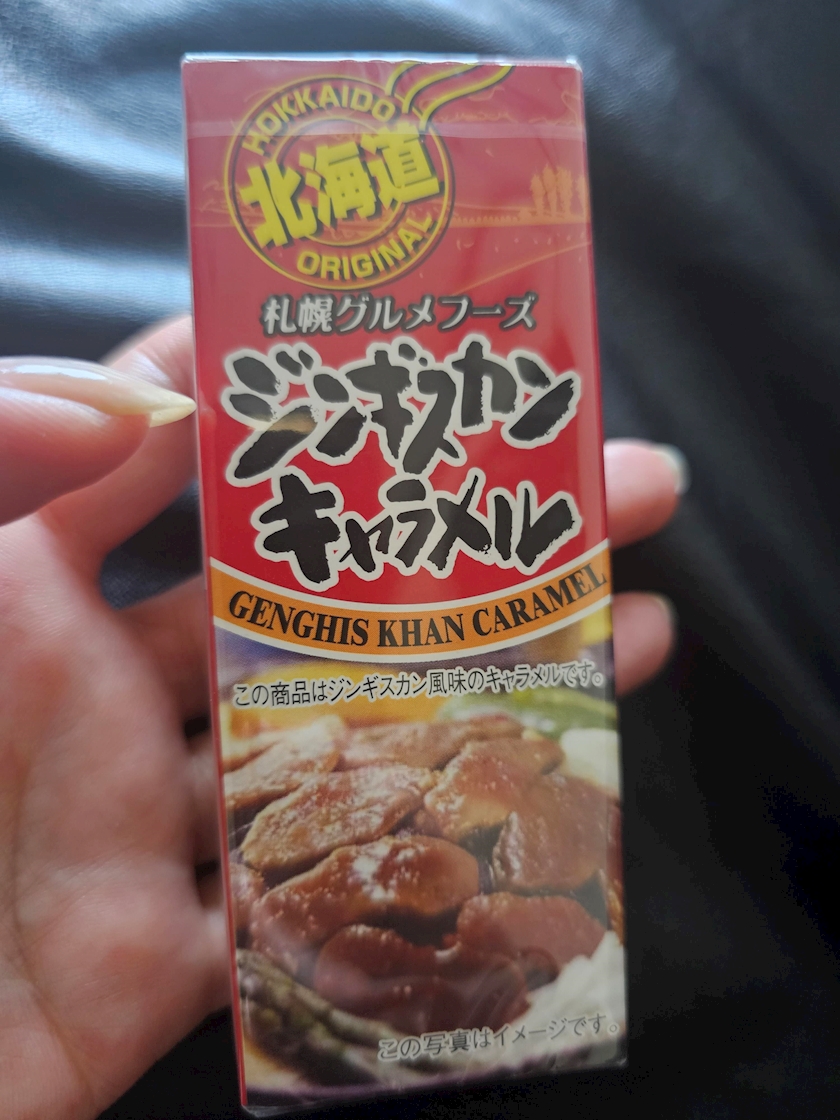 HOKKAIDO
北海道
ORIGINAL
札幌グルメフーズ
ジンギスカン
キャラメル
GENGHIS KHAN CARAMEL
この商品はジンギスカン風味のキャラメルです。
この写真はイメージです。